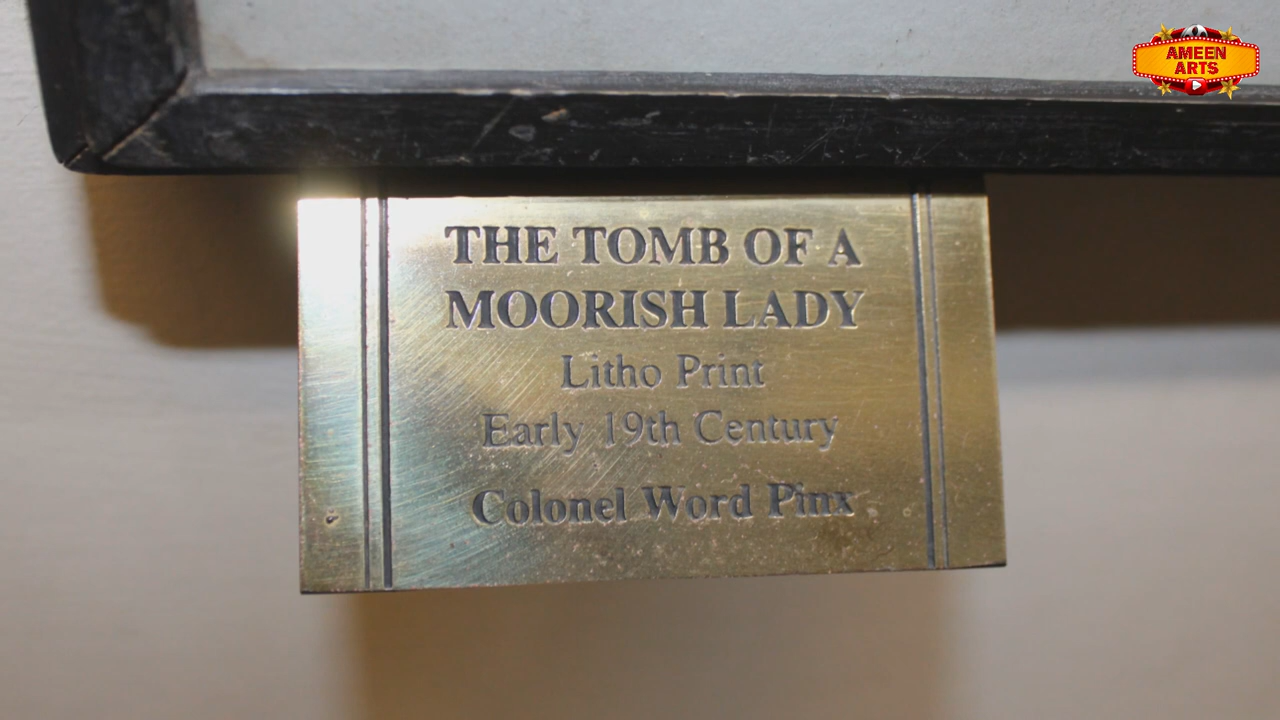 AMEEN
ARTS
THE TOMB OF A
MOORISH LADY
Litho Print
Early 19th Century
Colonel Word Pinx